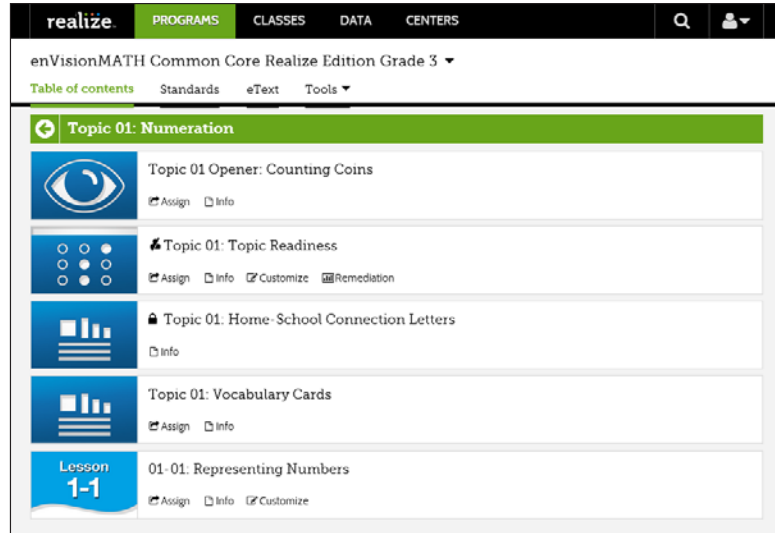 realize. PROGRAMS CLASSES DATA CENTERS
enVisionMATH Common Core Realize Edition Grade 3
Table of contents Standards eText Tools
Topic 01: Numeration
Topic 01 Opener: Counting Coins
Assign Info
Topic 01: Topic Readiness
Assign Info Customize Remediation
Topic 01: Home-School Connection Letters
Info
Topic 01: Vocabulary Cards
Assign Info
Lesson
1-1
01-01: Representing Numbers
Assign Info Customize